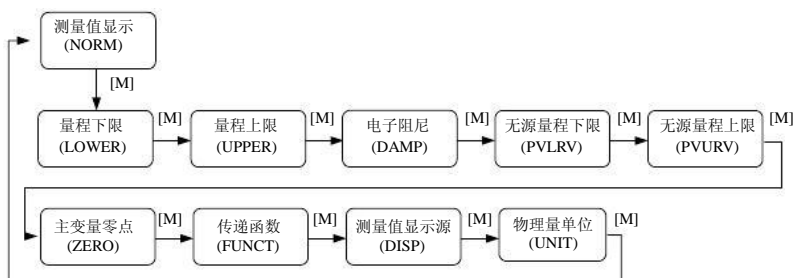 测量值显示
(NORM)
[M]
量程下限
(LOWER)
[M]
量程上限
(UPPER)
[M]
电子阻尼
(DAMP)
[M]
无源量程下限
(PVLRV)
[M]
无源量程上限
(PVURV)
[M]
主变量零点
(ZERO)
[M]
传递函数
(FUNCT)
[M]
测量值显示源
(DISP)
[M]
物理量单位
(UNIT)
[M]